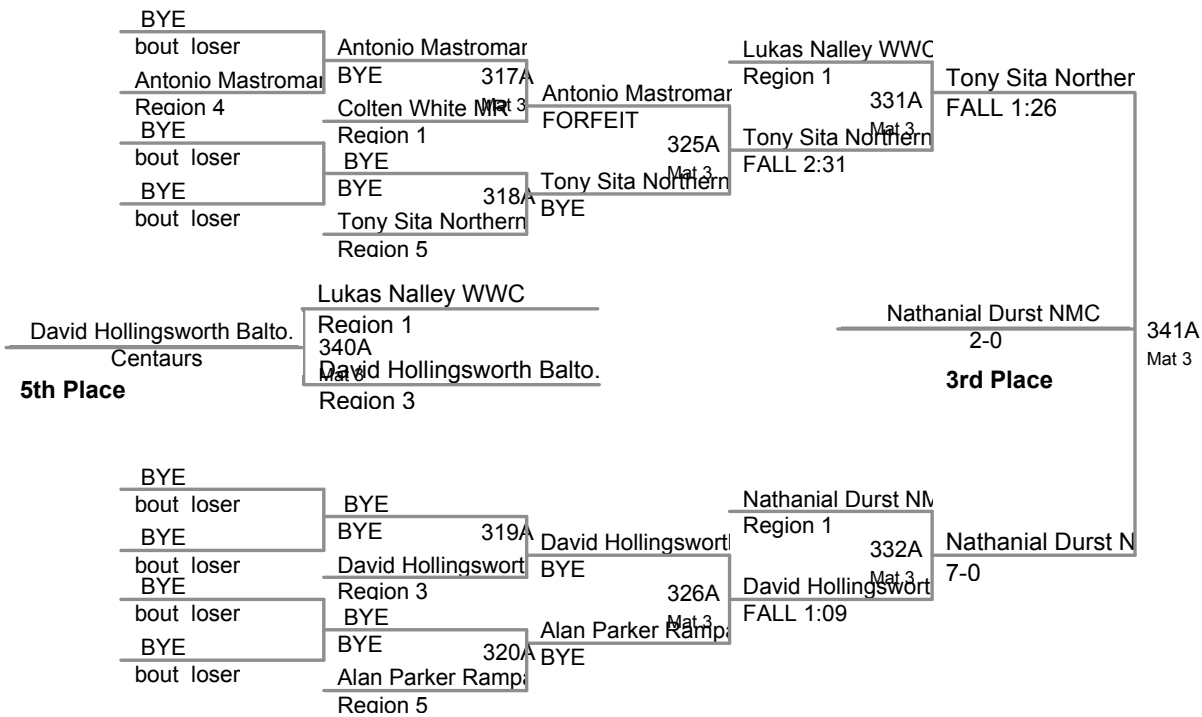 BYE
bout loser
Antonio Mastromar
Region 4
BYE
bout loser
BYE
bout loser
Antonio Mastromar
BYE
317A
Mat 3
Colten White MR
Region 1
BYE
BYE
318A
Tony Sita Northern
Region 5
Antonio Mastromar
FORFEIT
325A
Mat 3
Tony Sita Northern
BYE
Lukas Nalley WWC
Region 1
331A
Mat 3
Tony Sita Northern
FALL 2:31
Tony Sita Norther
FALL 1:26
David Hollingsworth Balto.
Centaurs
5th Place
Lukas Nalley WWC
Region 1
340A
Mat 3
David Hollingsworth Balto.
Region 3
Nathanial Durst NMC
2-0
3rd Place
341A
Mat 3
BYE
bout loser
BYE
bout loser
BYE
bout loser
BYE
bout loser
BYE
BYE
319A
David Hollingswort
Region 3
BYE
BYE
320A
Alan Parker Rampa
Region 5
David Hollingsworth
BYE
326A
Mat 3
Alan Parker Rampa
BYE
Nathanial Durst NM
Region 1
332A
Mat 3
David Hollingswort
FALL 1:09
Nathanial Durst N
7-0